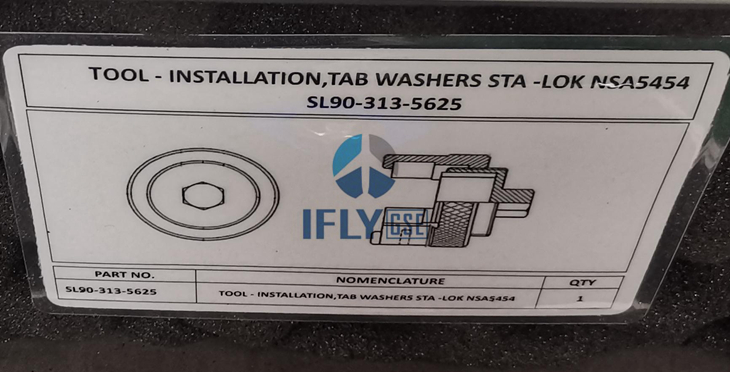 TOOL - INSTALLATION,TAB WASHERS STA -LOK NSA5454
SL90-313-5625
IFLY GSE
PART NO. NOMENCLATURE QTY
SL90-313-5625 TOOL - INSTALLATION,TAB WASHERS STA -LOK NSA5454 1